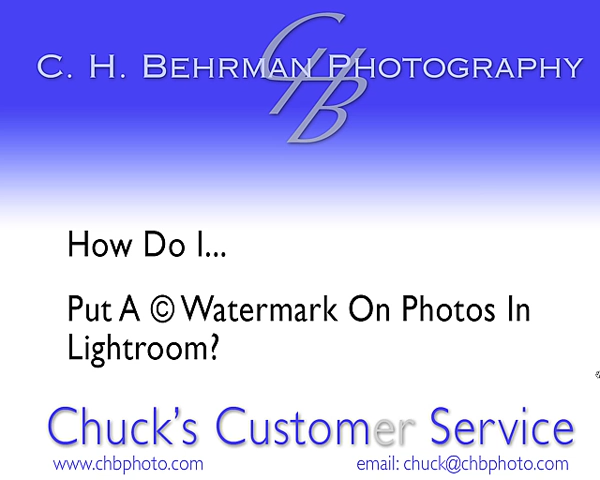 C. H. Behrman Photography
CHB
How Do I...
Put A © Watermark On Photos In
Lightroom?
Chuck's Customer Service
www.chbphoto.com email: chuck@chbphoto.com